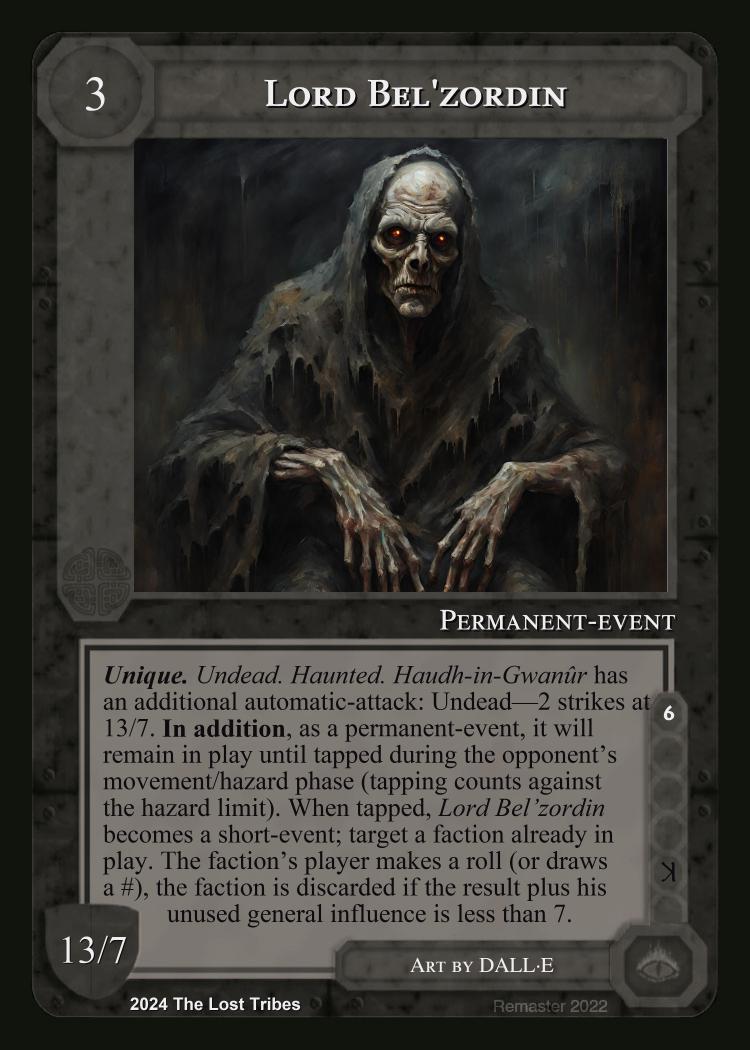 3
Lord Bel'zordin
Permanent-event
Unique. Undead. Haunted. Haudh-in-Gwanûr has
an additional automatic-attack: Undead—2 strikes at
13/7. In addition, as a permanent-event, it will
remain in play until tapped during the opponent's
movement/hazard phase (tapping counts against
the hazard limit). When tapped, Lord Bel'zordin
becomes a short-event; target a faction already in
play. The faction's player makes a roll (or draws
a #), the faction is discarded if the result plus his
unused general influence is less than 7.
6
13/7
Art by DALL·E
2024 The Lost Tribes
Remaster 2022